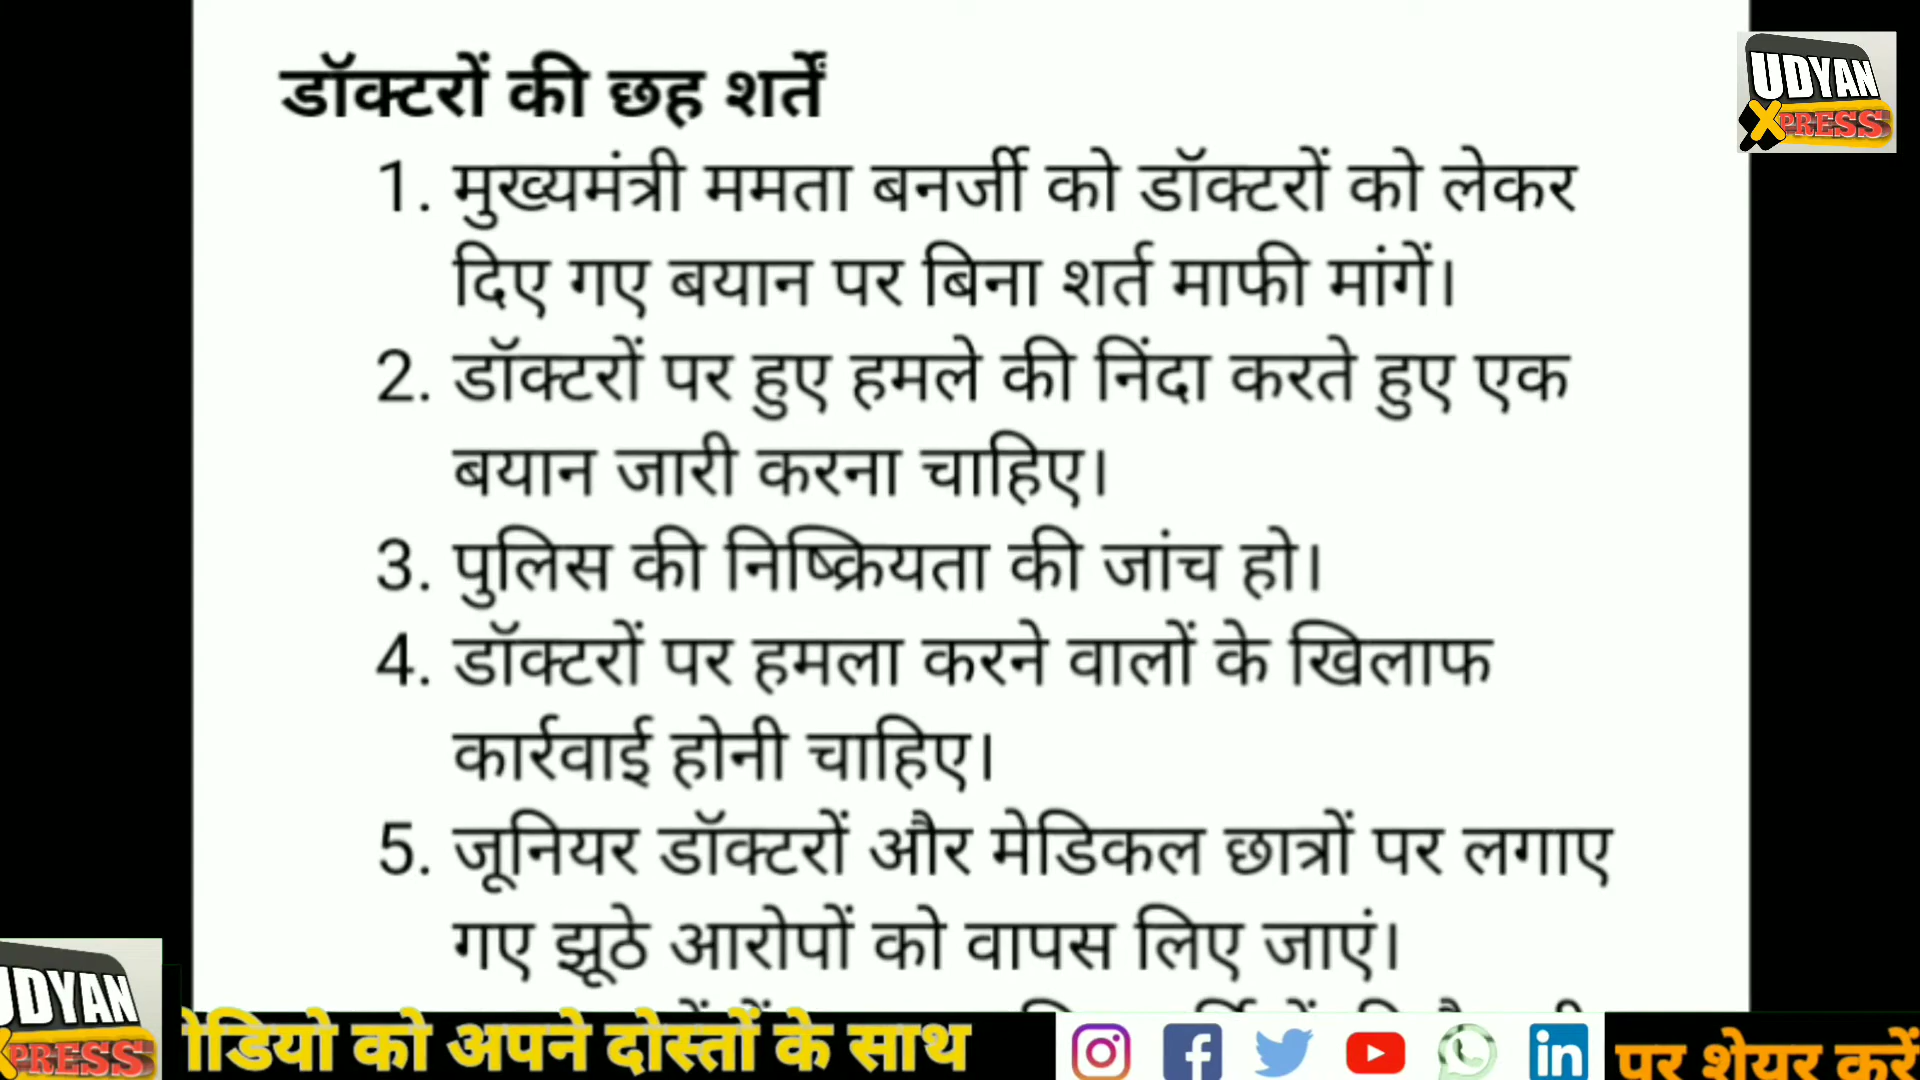 डॉक्टरों की छह शर्तें
1. मुख्यमंत्री ममता बनर्जी को डॉक्टरों को लेकर
दिए गए बयान पर बिना शर्त माफी मांगें।
2. डॉक्टरों पर हुए हमले की निंदा करते हुए एक
बयान जारी करना चाहिए।
3. पुलिस की निष्क्रियता की जांच हो।
4. डॉक्टरों पर हमला करने वालों के खिलाफ
कार्रवाई होनी चाहिए।
5. जूनियर डॉक्टरों और मेडिकल छात्रों पर लगाए
गए झूठे आरोपों को वापस लिए जाएं।
UDYAN
XPRESS
UDYAN
XPRESS
ोडियो को अपने दोस्तों के साथ
पर शेयर करें